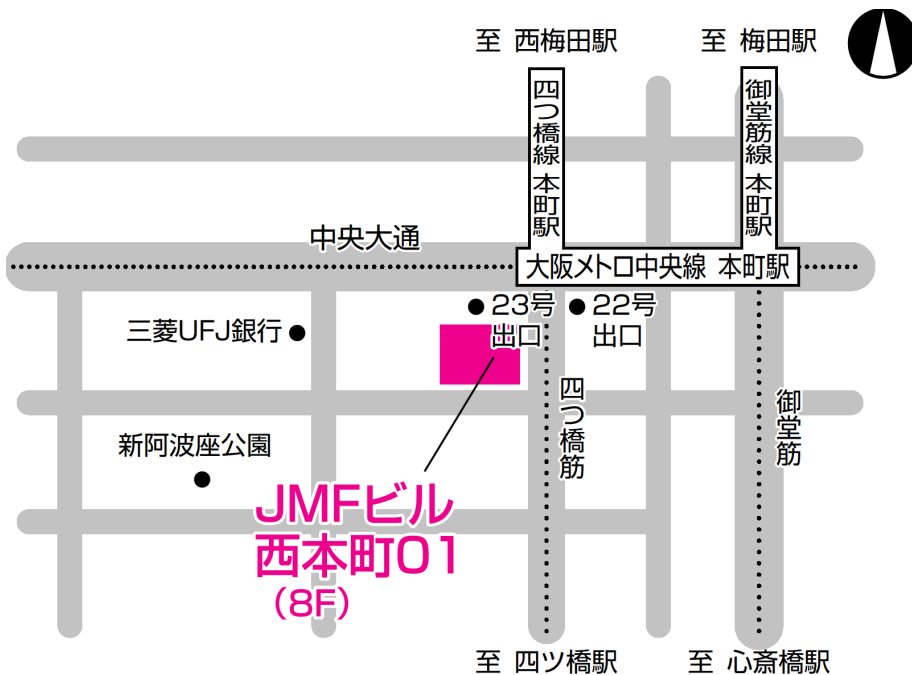 至 西梅田駅
至 梅田駅
四つ橋線 本町駅
御堂筋線 本町駅
中央大通
大阪メトロ中央線 本町駅
23号
出口
22号
出口
三菱UFJ銀行
四つ橋筋
御堂筋
新阿波座公園
JMFビル
西本町01
(8F)
至 四ツ橋駅
至 心斎橋駅